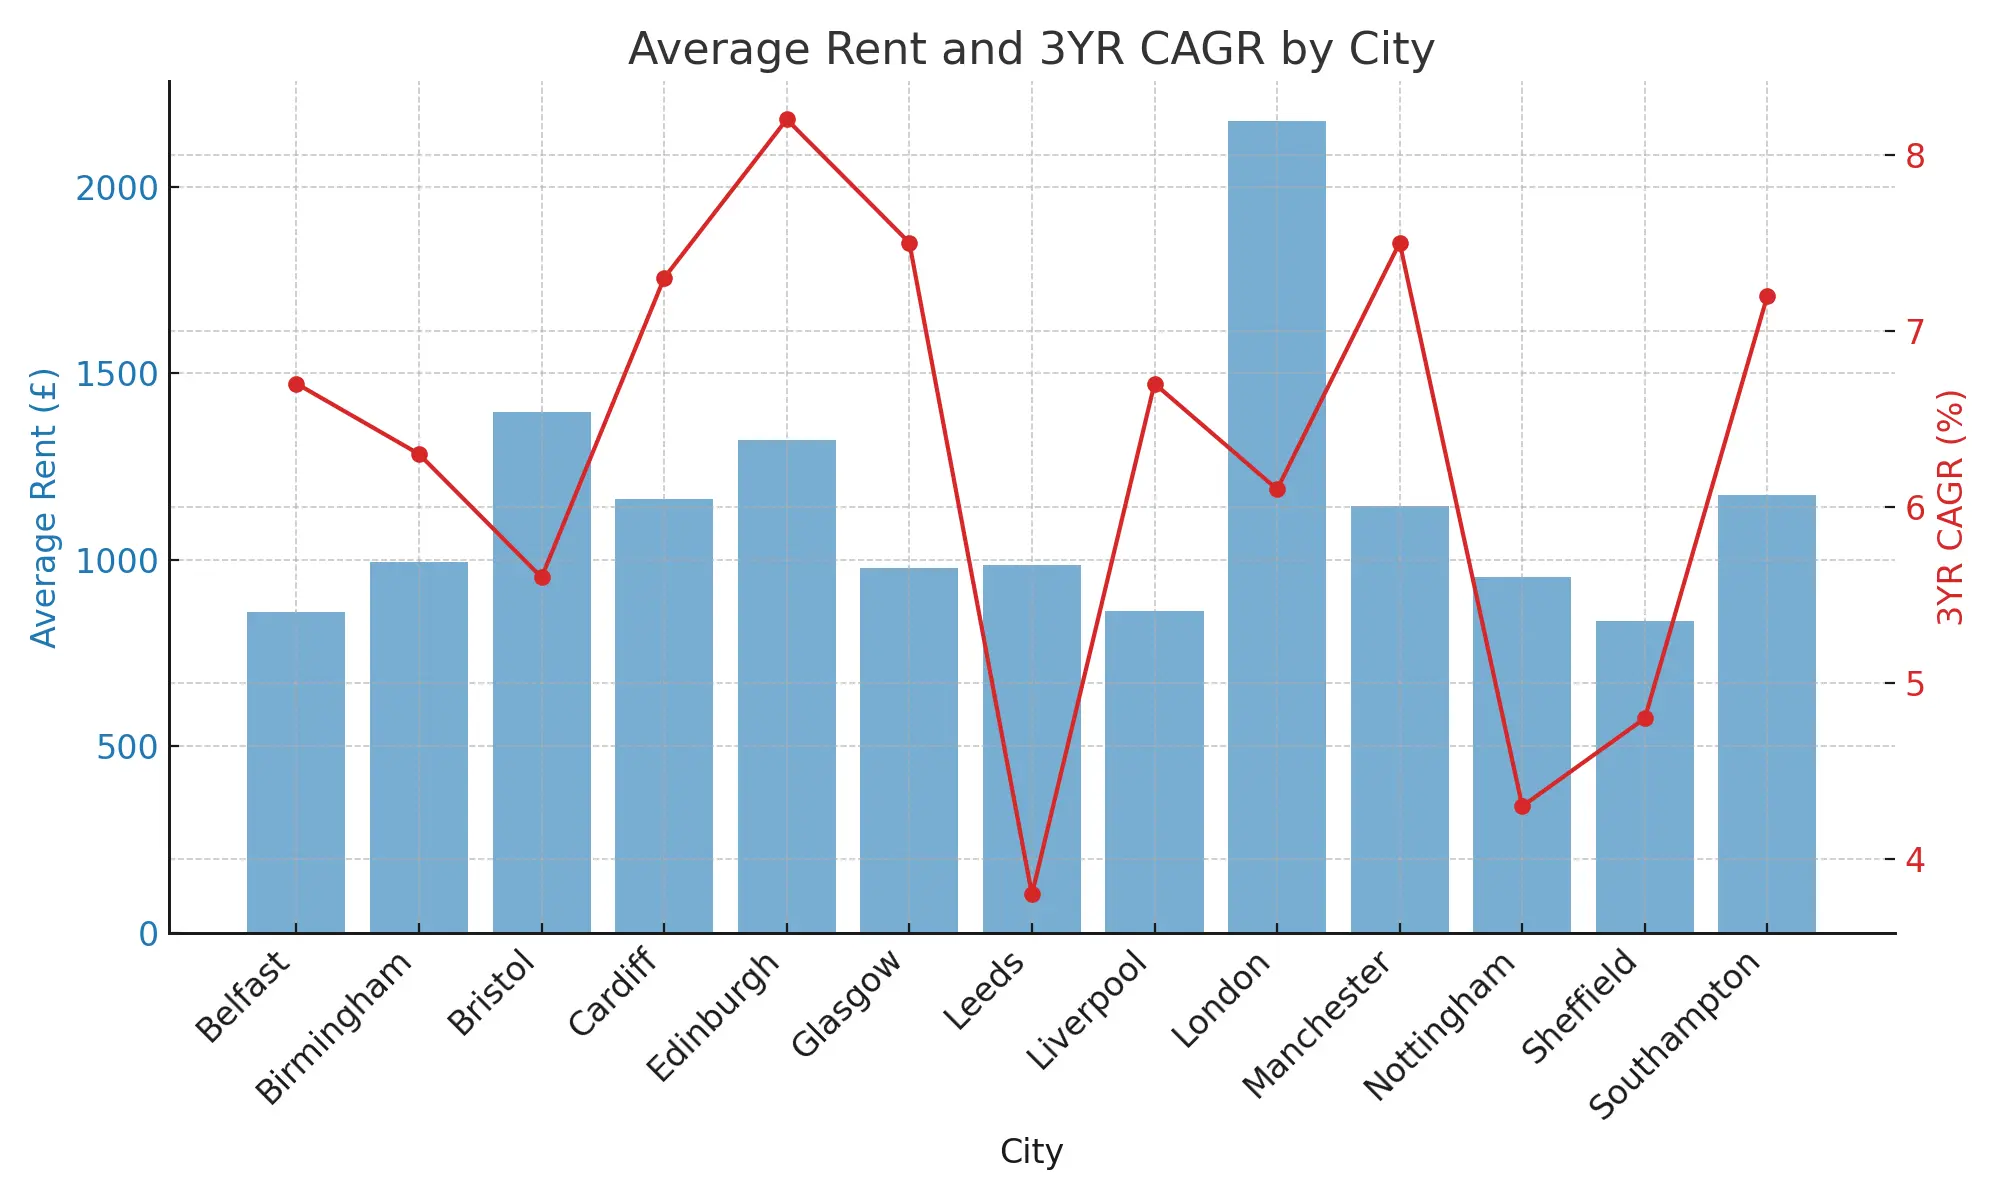 Average Rent and 3YR CAGR by City
Average Rent (£)
2000
1500
1000
500
0
8
7
6
5
4
3YR CAGR (%)
Belfast
Birmingham
Bristol
Cardiff
Edinburgh
Glasgow
Leeds
Liverpool
London
Manchester
Nottingham
Sheffield
Southampton
City